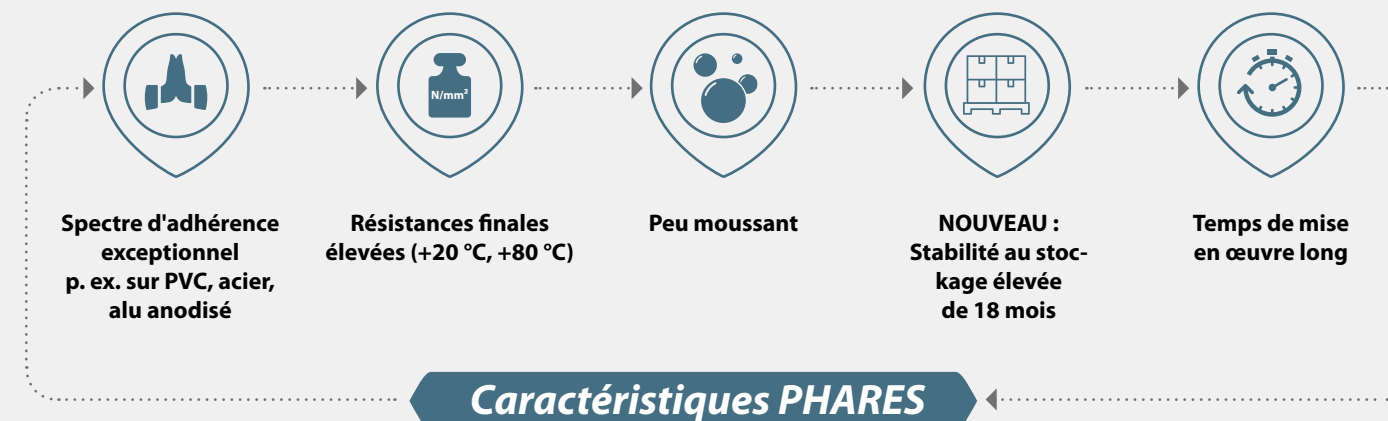 Spectre d'adhérence
exceptionnel
p. ex. sur PVC, acier,
alu anodisé
N/mm²
Résistances finales
élevées (+20 °C, +80 °C)
Peu moussant
NOUVEAU :
Stabilité au stoc-
kage élevée
de 18 mois
Temps de mise
en œuvre long
Caractéristiques PHARES